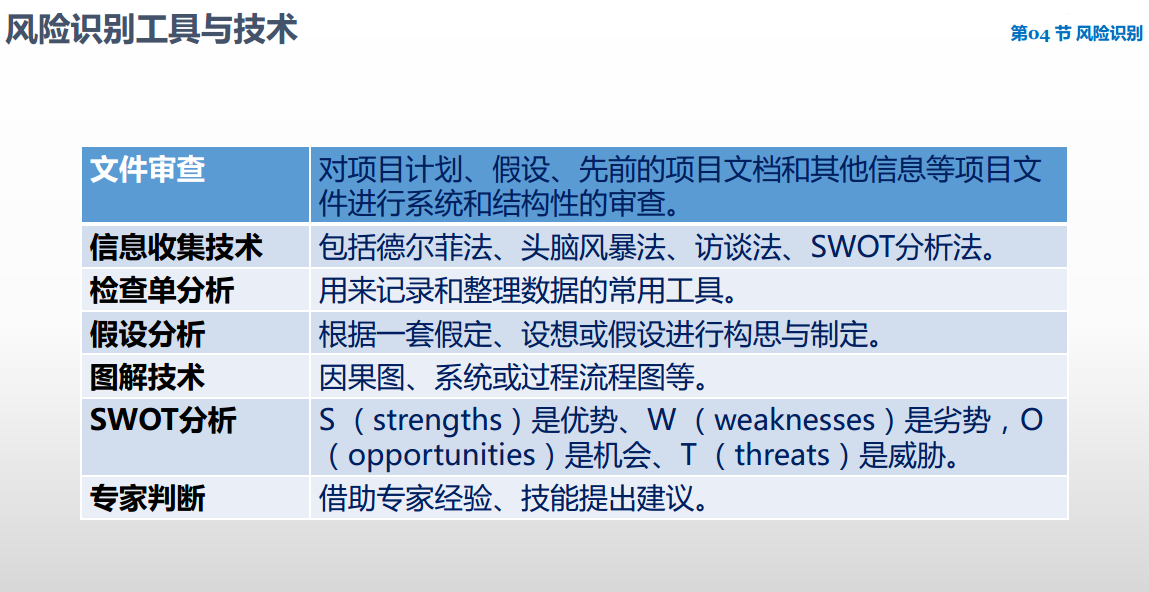 风险识别工具与技术
第04 节 风险识别
文件审查
对项目计划、假设、先前的项目文档和其他信息等项目文
件进行系统和结构性的审查。
信息收集技术
包括德尔菲法、头脑风暴法、访谈法、SWOT分析法。
检查单分析
用来记录和整理数据的常用工具。
假设分析
根据一套假定、设想或假设进行构思与制定。
图解技术
因果图、系统或过程流程图等。
SWOT分析
S （strengths）是优势、W （weaknesses）是劣势，O
（opportunities）是机会、T （threats）是威胁。
专家判断
借助专家经验、技能提出建议。